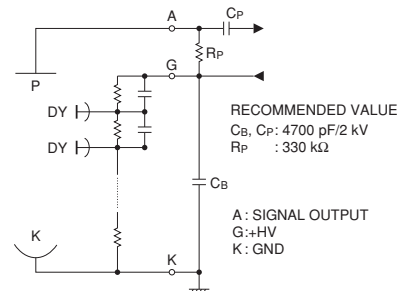 A
CP
RP
G
P
DY
DY
RECOMMENDED VALUE
CB, CP: 4700 pF/2 kV
RP : 330 kΩ
CB
A : SIGNAL OUTPUT
G:+HV
K: GND
K
K